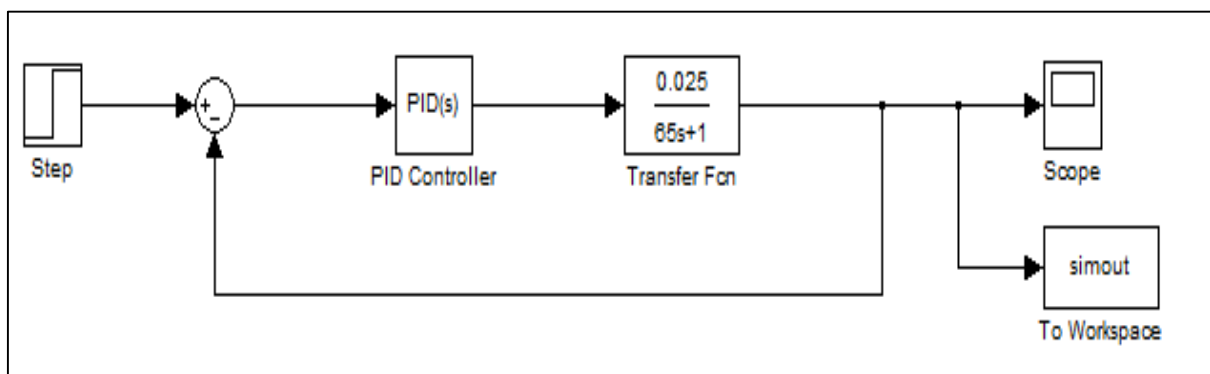 Step
+
−
PID(s)
PID Controller
0.025
65s+1
Transfer Fcn
Scope
simout
To Workspace